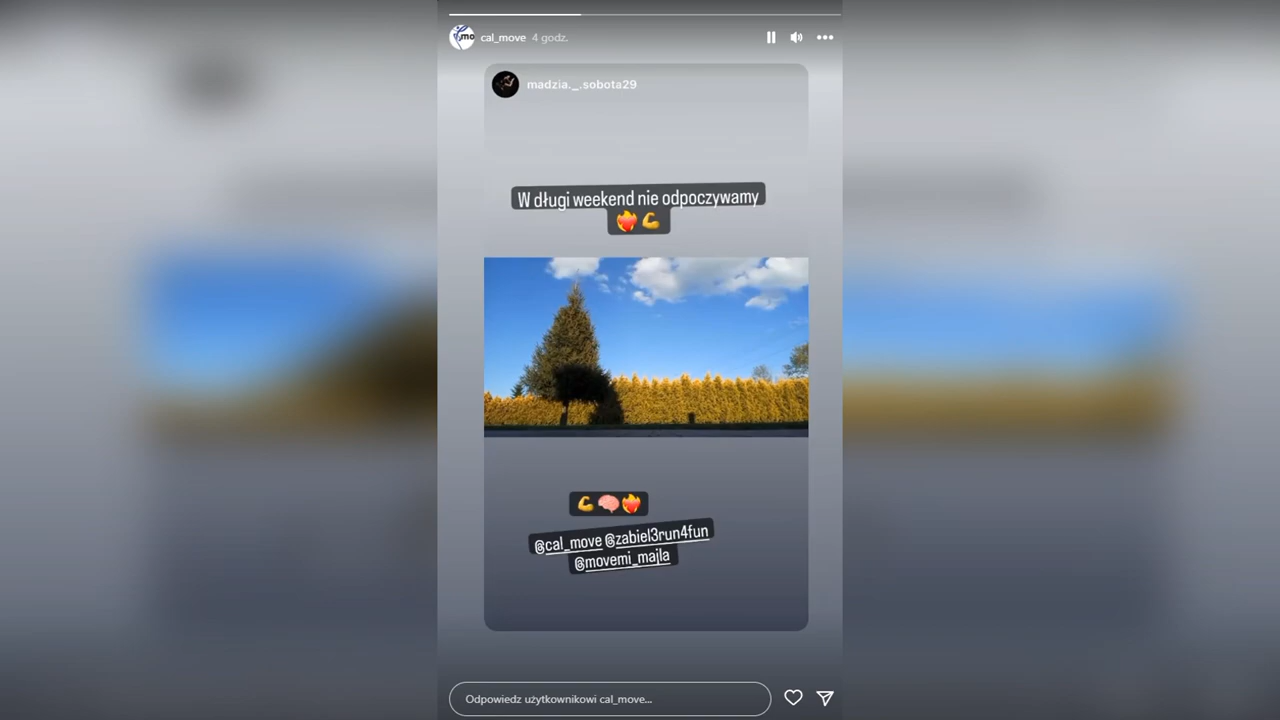 cal_move 4 godz.
madzia._.sobota29
W długi weekend nie odpoczywamy
❤️‍🔥💪
💪🧠❤️‍🔥
@cal_move @zabiel3run4fun
@movemi_majla
Odpowiedz użytkownikowi cal_move...